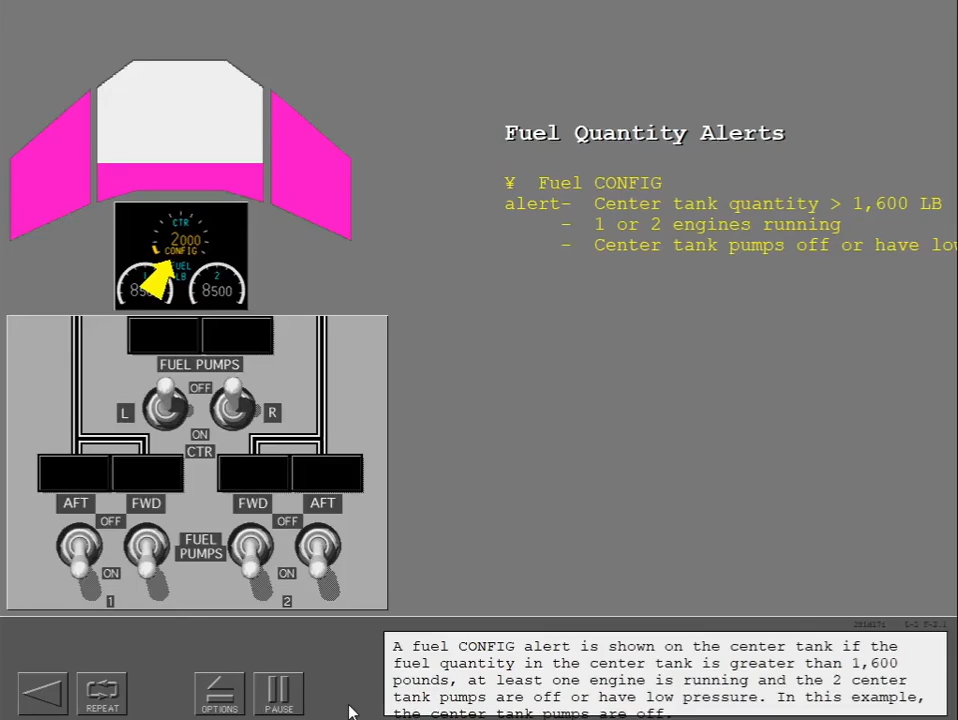 Fuel Quantity Alerts
¥ Fuel CONFIG
alert- Center tank quantity > 1,600 LB
- 1 or 2 engines running
- Center tank pumps off or have low
CTR
2000
CONFIG
FUEL
LB
1 2
850 8500
FUEL PUMPS
OFF
L R
ON
CTR
AFT FWD FWD AFT
OFF OFF
FUEL
PUMPS
ON ON
1 2
A fuel CONFIG alert is shown on the center tank if the
fuel quantity in the center tank is greater than 1,600
pounds, at least one engine is running and the 2 center
tank pumps are off or have low pressure. In this example,
the center tank pumps are off.
REPEAT OPTIONS PAUSE